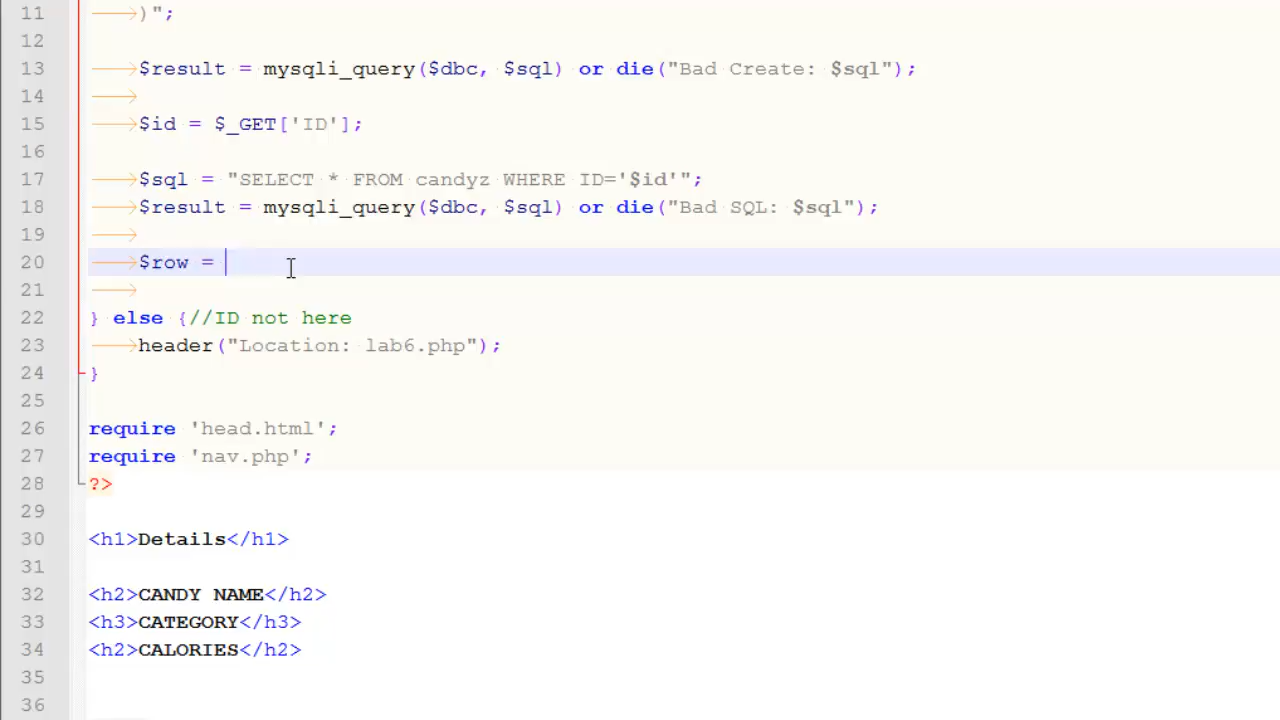 11 )";
12
13 $result = mysqli_query($dbc, $sql) or die("Bad Create: $sql");
14
15 $id = $_GET['ID'];
16
17 $sql = "SELECT * FROM candyz WHERE ID='$id'";
18 $result = mysqli_query($dbc, $sql) or die("Bad SQL: $sql");
19
20 $row =
21
22 } else {//ID not here
23 header("Location: lab6.php");
24 }
25
26 require 'head.html';
27 require 'nav.php';
28 ?>
29
30 <h1>Details</h1>
31
32 <h2>CANDY NAME</h2>
33 <h3>CATEGORY</h3>
34 <h2>CALORIES</h2>
35
36